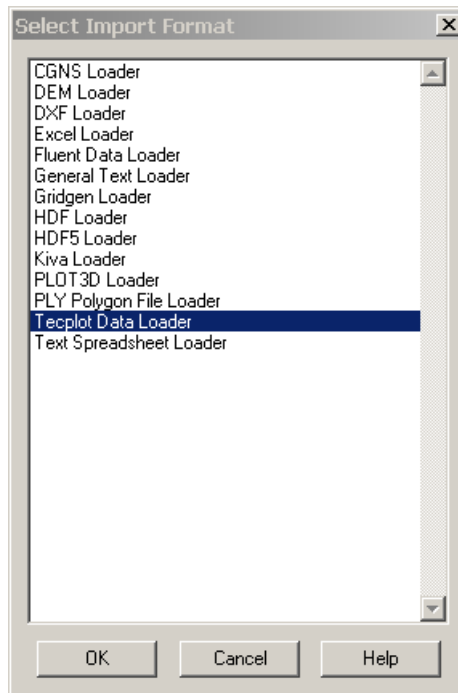 Select Import Format
CGNS Loader
DEM Loader
DXF Loader
Excel Loader
Fluent Data Loader
General Text Loader
Gridgen Loader
HDF Loader
HDF5 Loader
Kiva Loader
PLOT3D Loader
PLY Polygon File Loader
Tecplot Data Loader
Text Spreadsheet Loader
OK Cancel Help